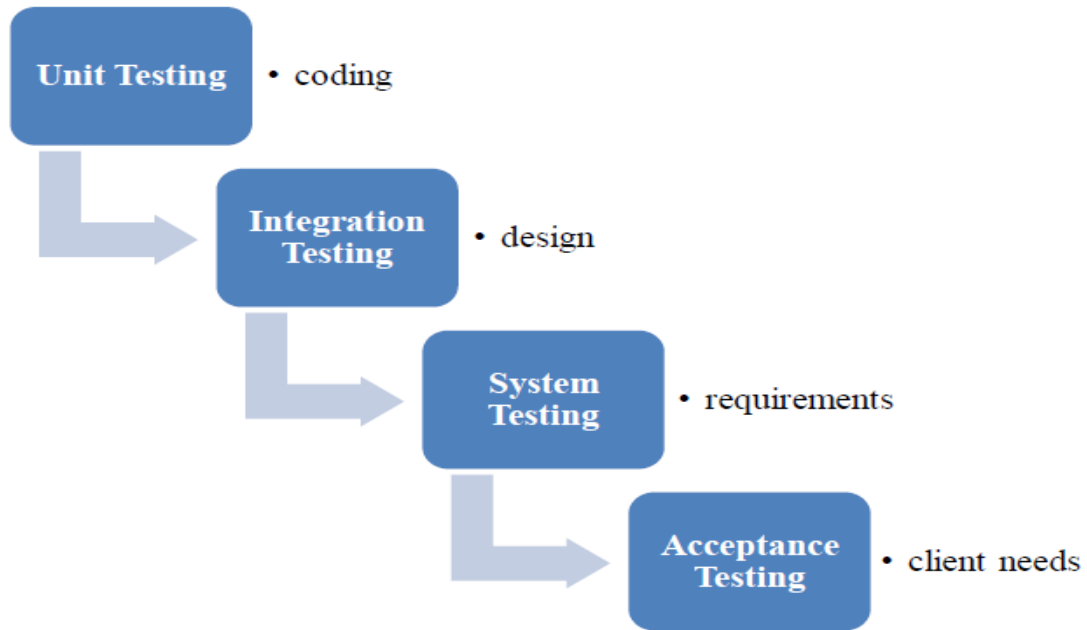 Unit Testing
• coding
Integration
Testing
• design
System
Testing
• requirements
Acceptance
Testing
• client needs